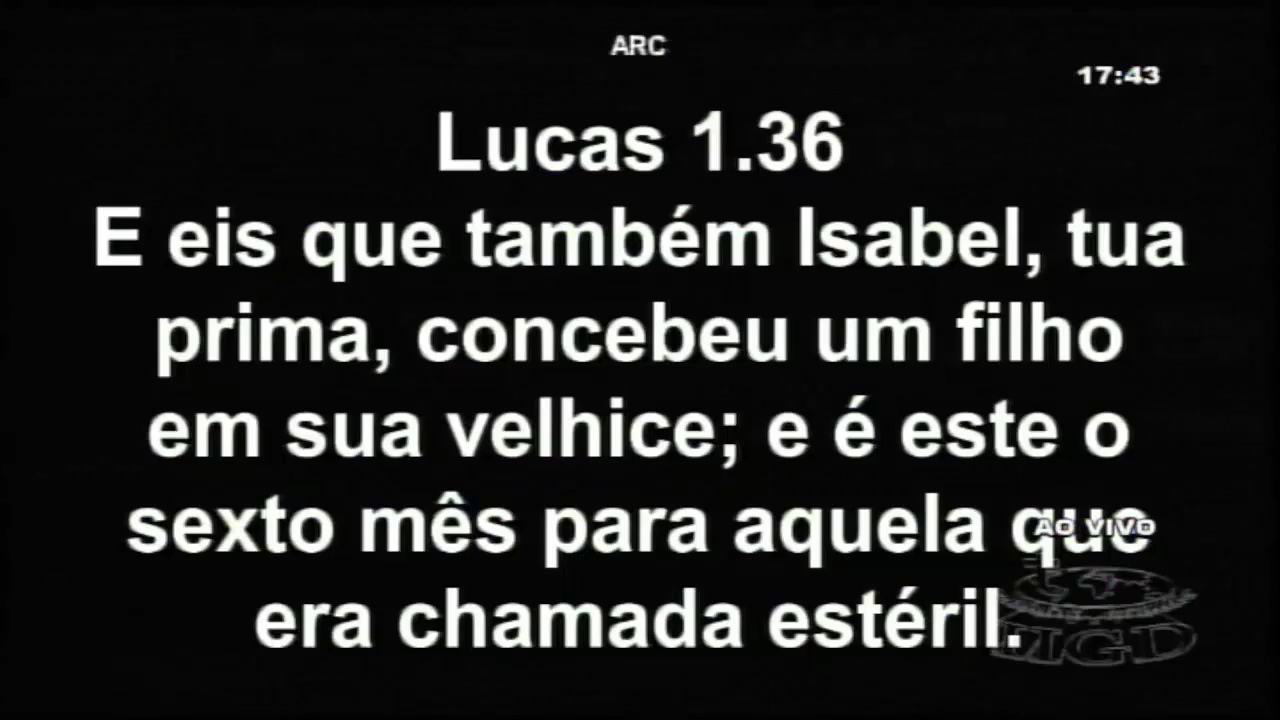 ARC
17:43
Lucas 1.36
E eis que também Isabel, tua
prima, concebeu um filho
em sua velhice; e é este o
sexto mês para aquela que
AO VIVO
era chamada estéril.
MGD